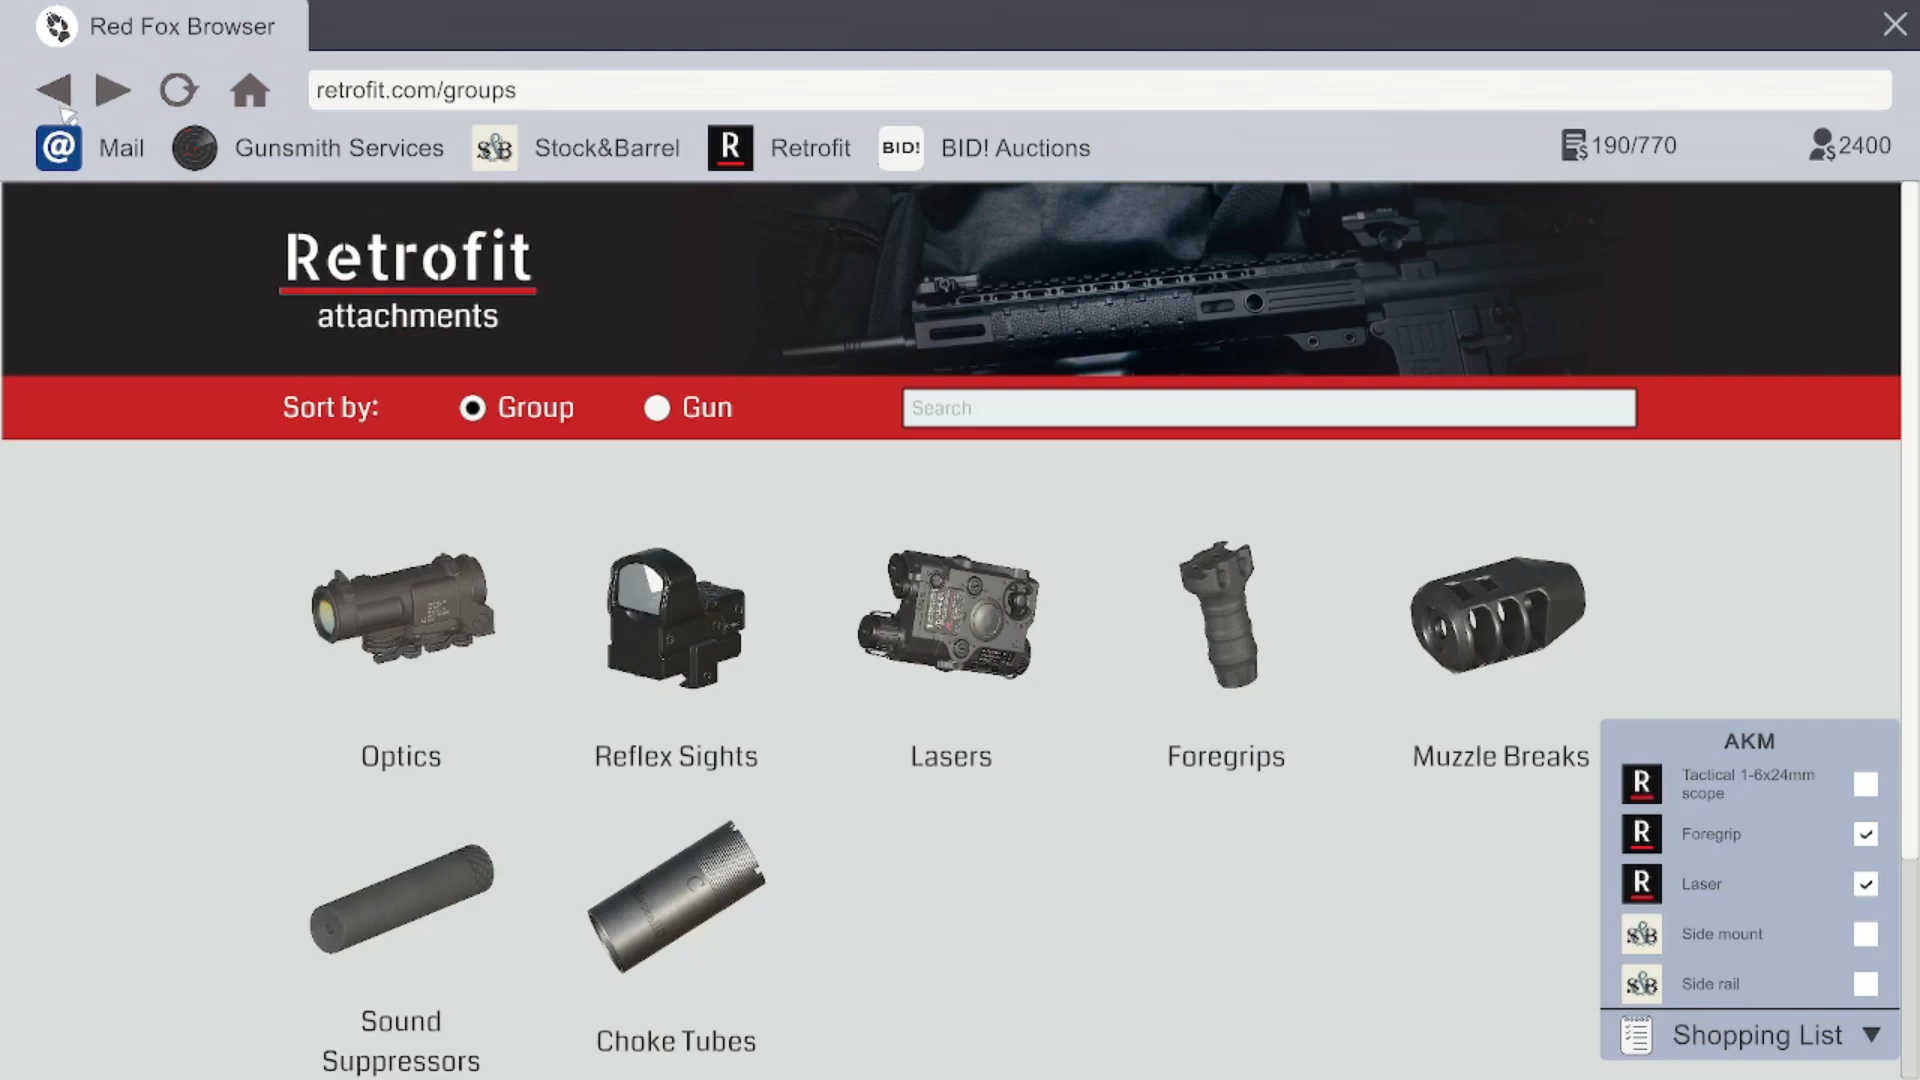 Red Fox Browser
retrofit.com/groups
@ Mail
Gunsmith Services
S&B Stock&Barrel
R Retrofit
BID! BID! Auctions
190/770
2400
Retrofit
attachments
Sort by:
Group
Gun
Search
Optics
Reflex Sights
Lasers
Foregrips
Muzzle Breaks
Sound
Suppressors
C
Choke Tubes
AKM
R Tactical 1-6x24mm
scope
R Foregrip
R Laser
S&B Side mount
S&B Side rail
Shopping List